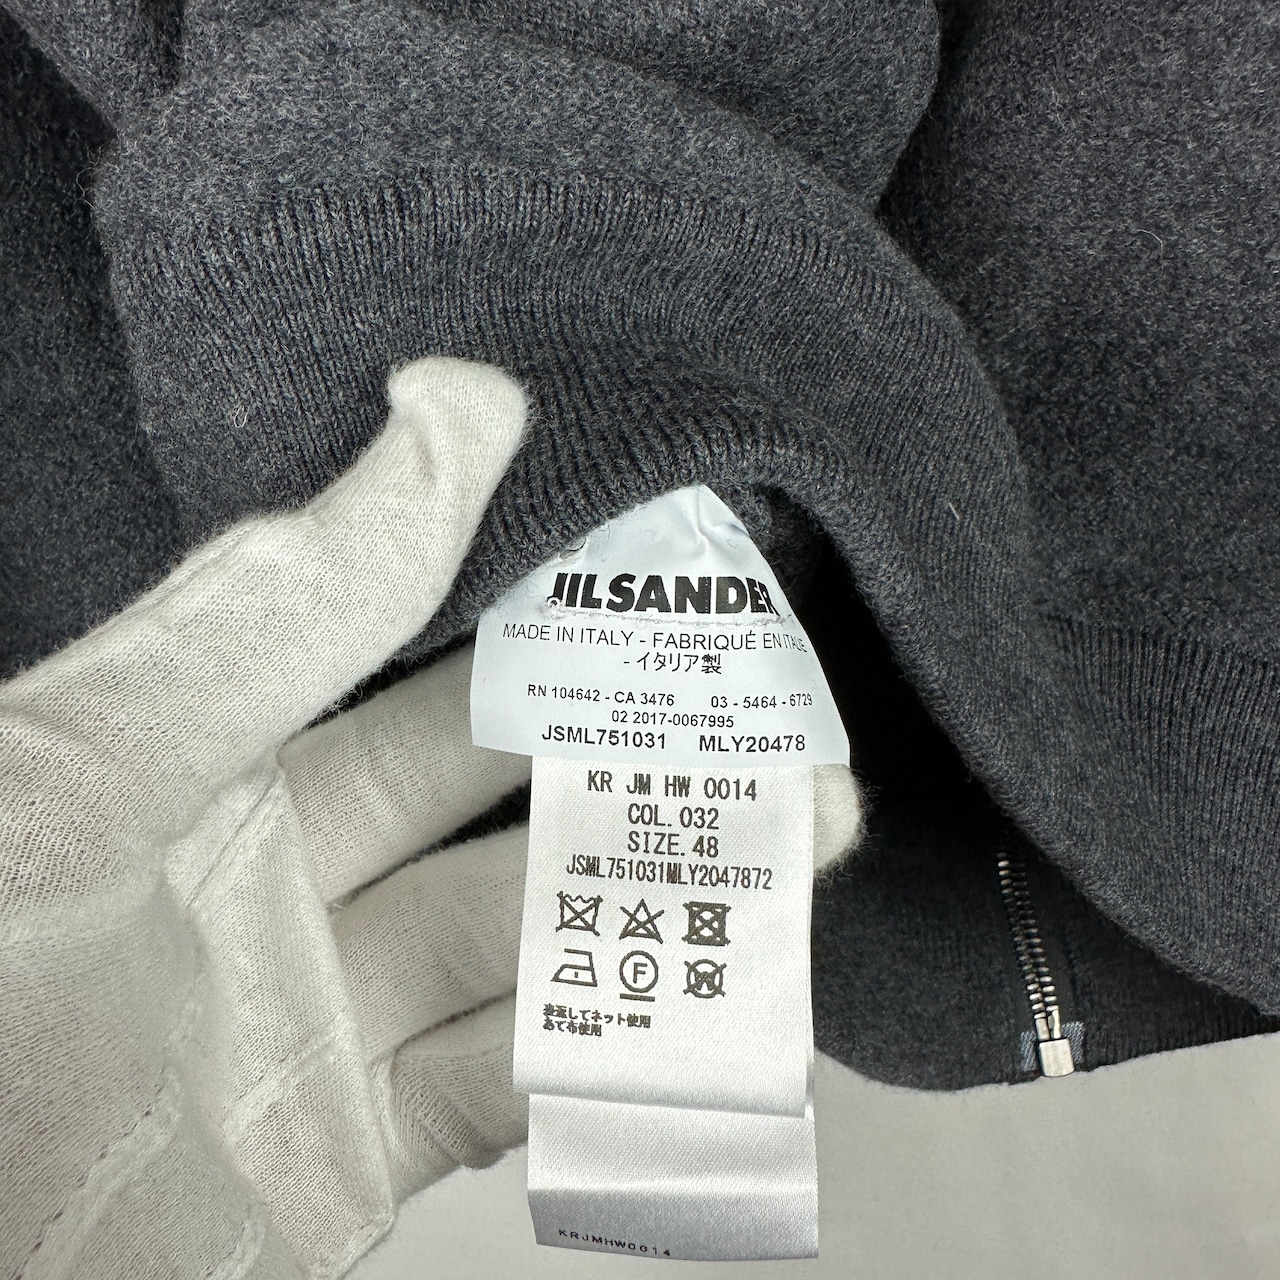 JIL SANDER
MADE IN ITALY - FABRIQUÉ EN ITALIE
- イタリア製
RN 104642 - CA 3476 03 - 5464 - 6729
02 2017-0067995
JSML751031 MLY20478
KR JM HW 0014
COL. 032
SIZE. 48
JSML751031MLY2047872
F
W
裏返してネット使用
あて布使用
KRJMHW0014